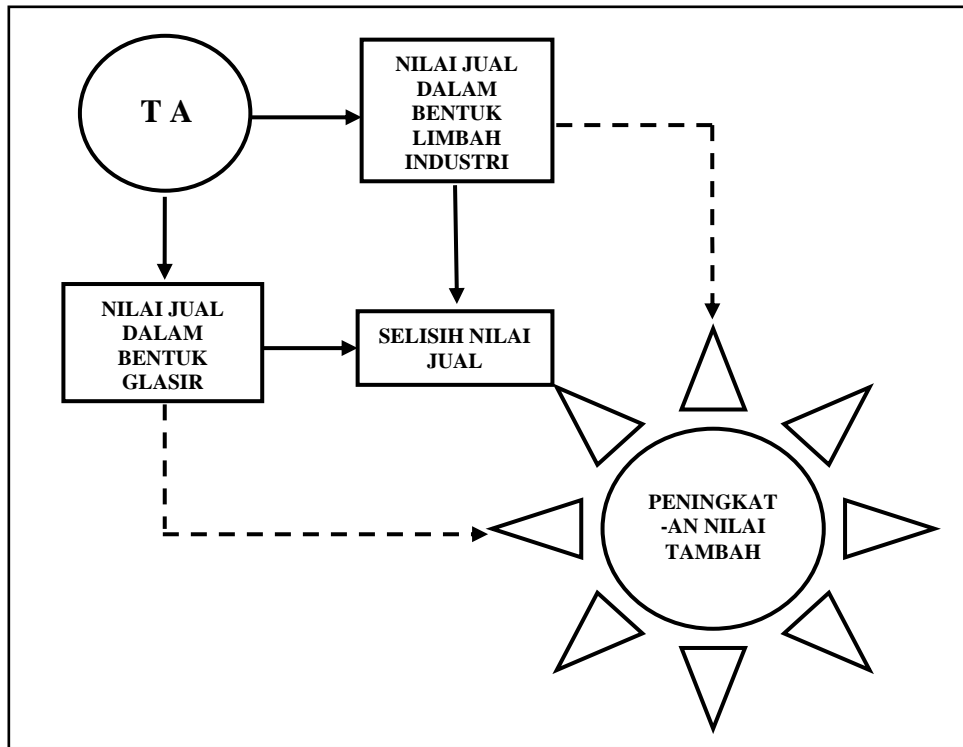 T A
NILAI JUAL
DALAM
BENTUK
LIMBAH
INDUSTRI
NILAI JUAL
DALAM
BENTUK
GLASIR
SELISIH NILAI
JUAL
PENINGKAT
-AN NILAI
TAMBAH